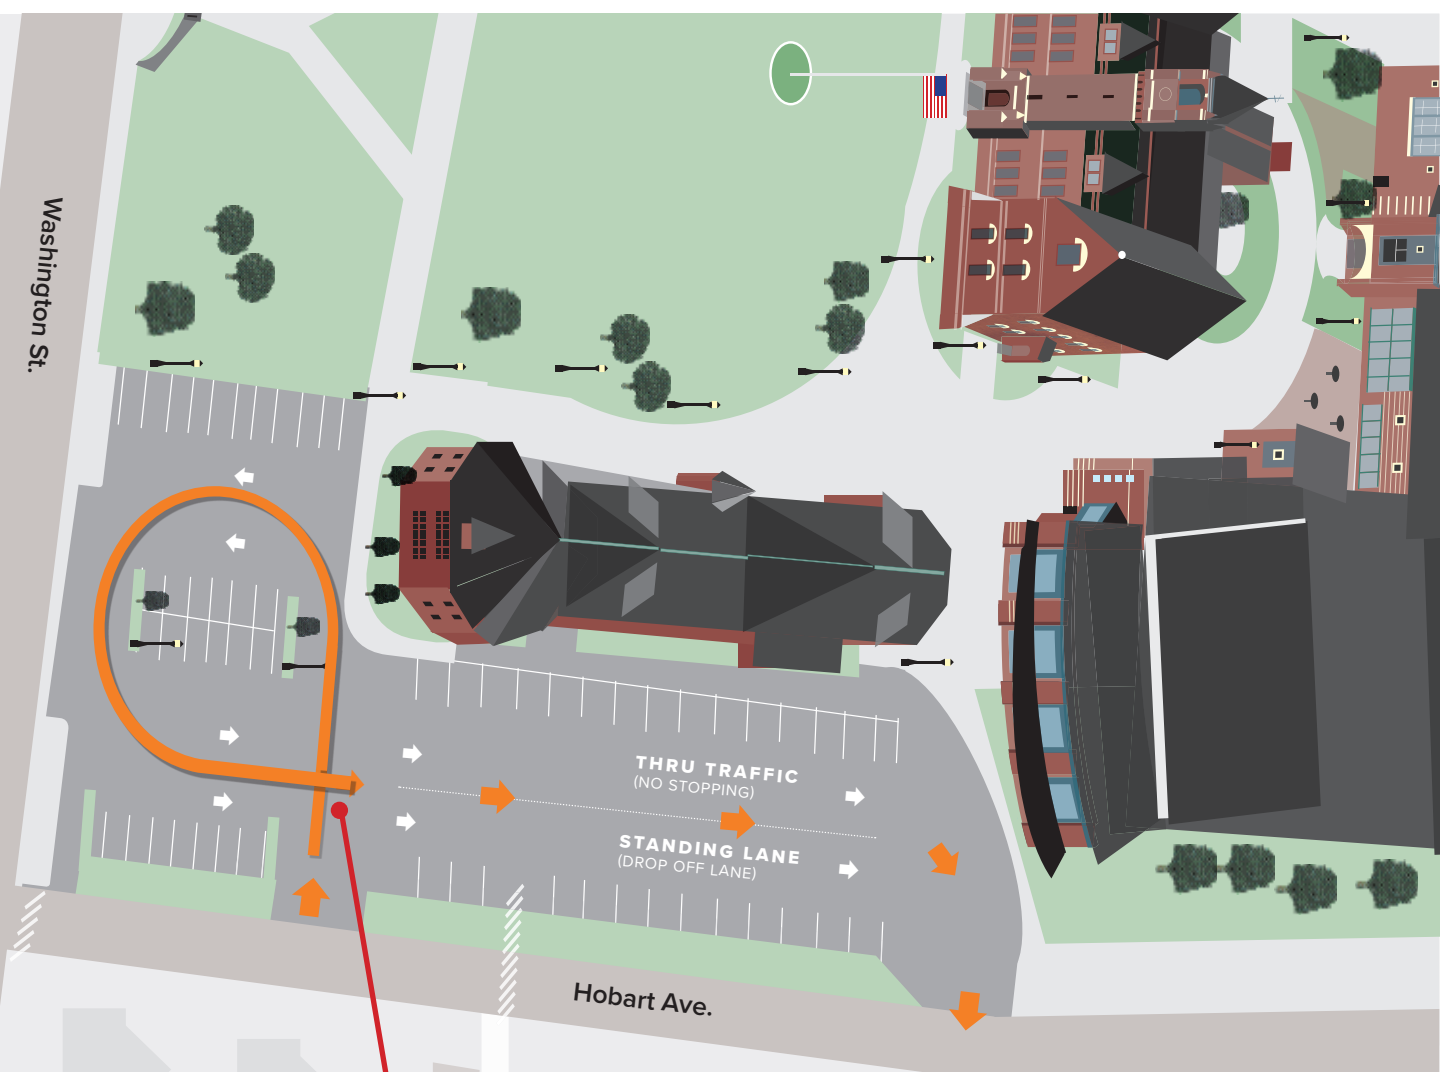 Washington St.
THRU TRAFFIC
(NO STOPPING)
STANDING LANE
(DROP OFF LANE)
Hobart Ave.